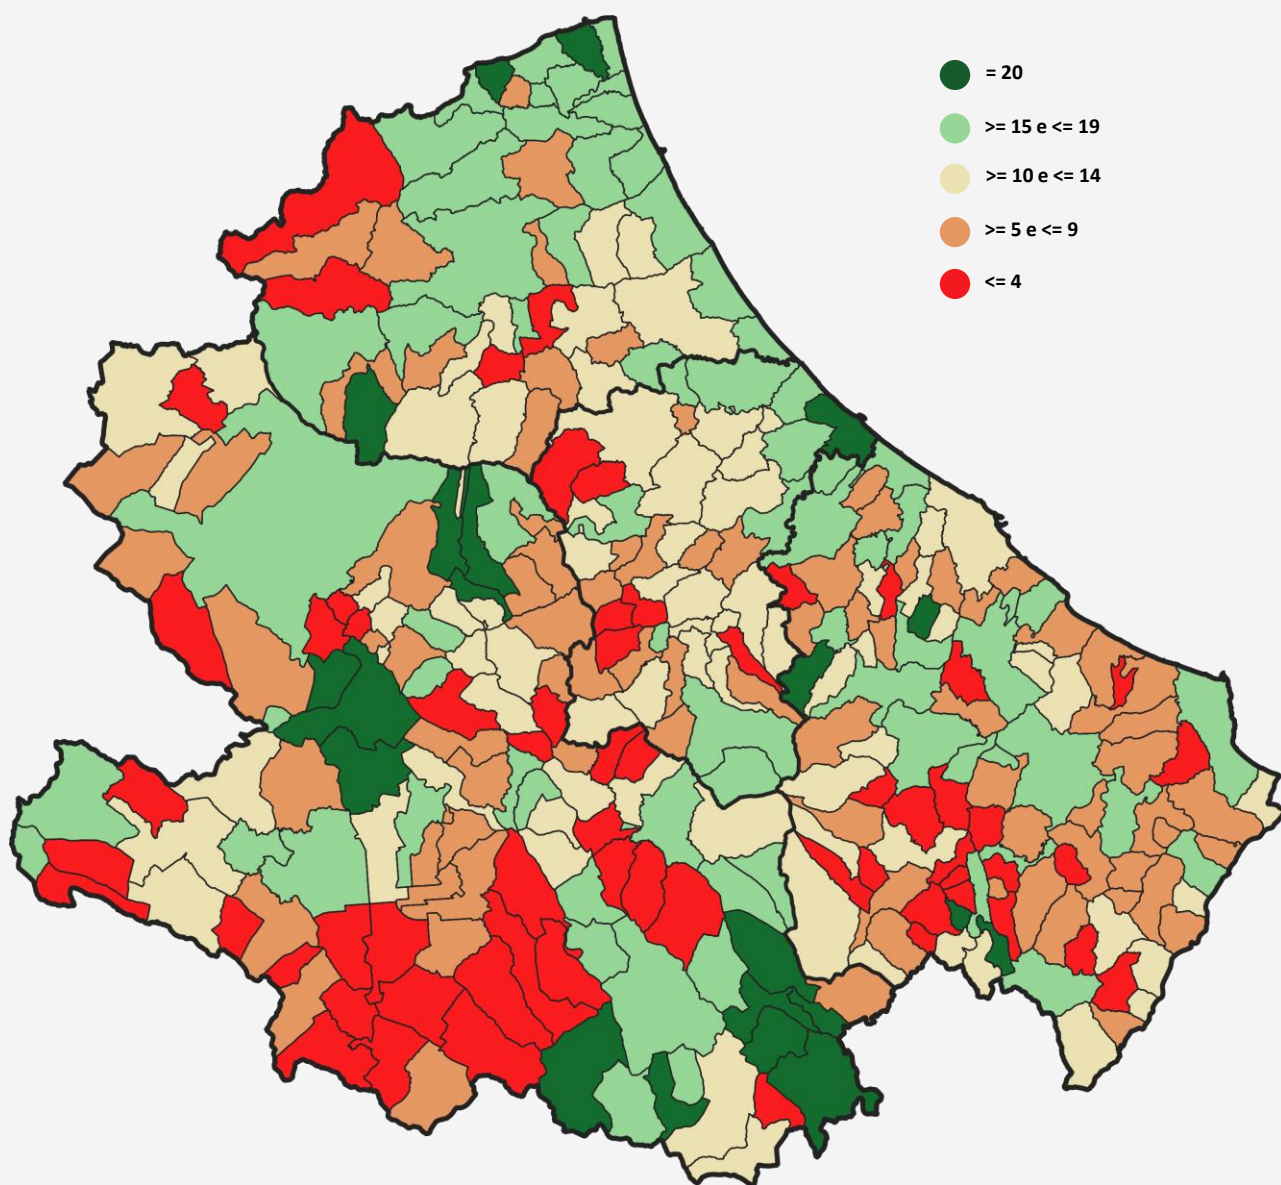 = 20
>= 15 e <= 19
>= 10 e <= 14
>= 5 e <= 9
<= 4